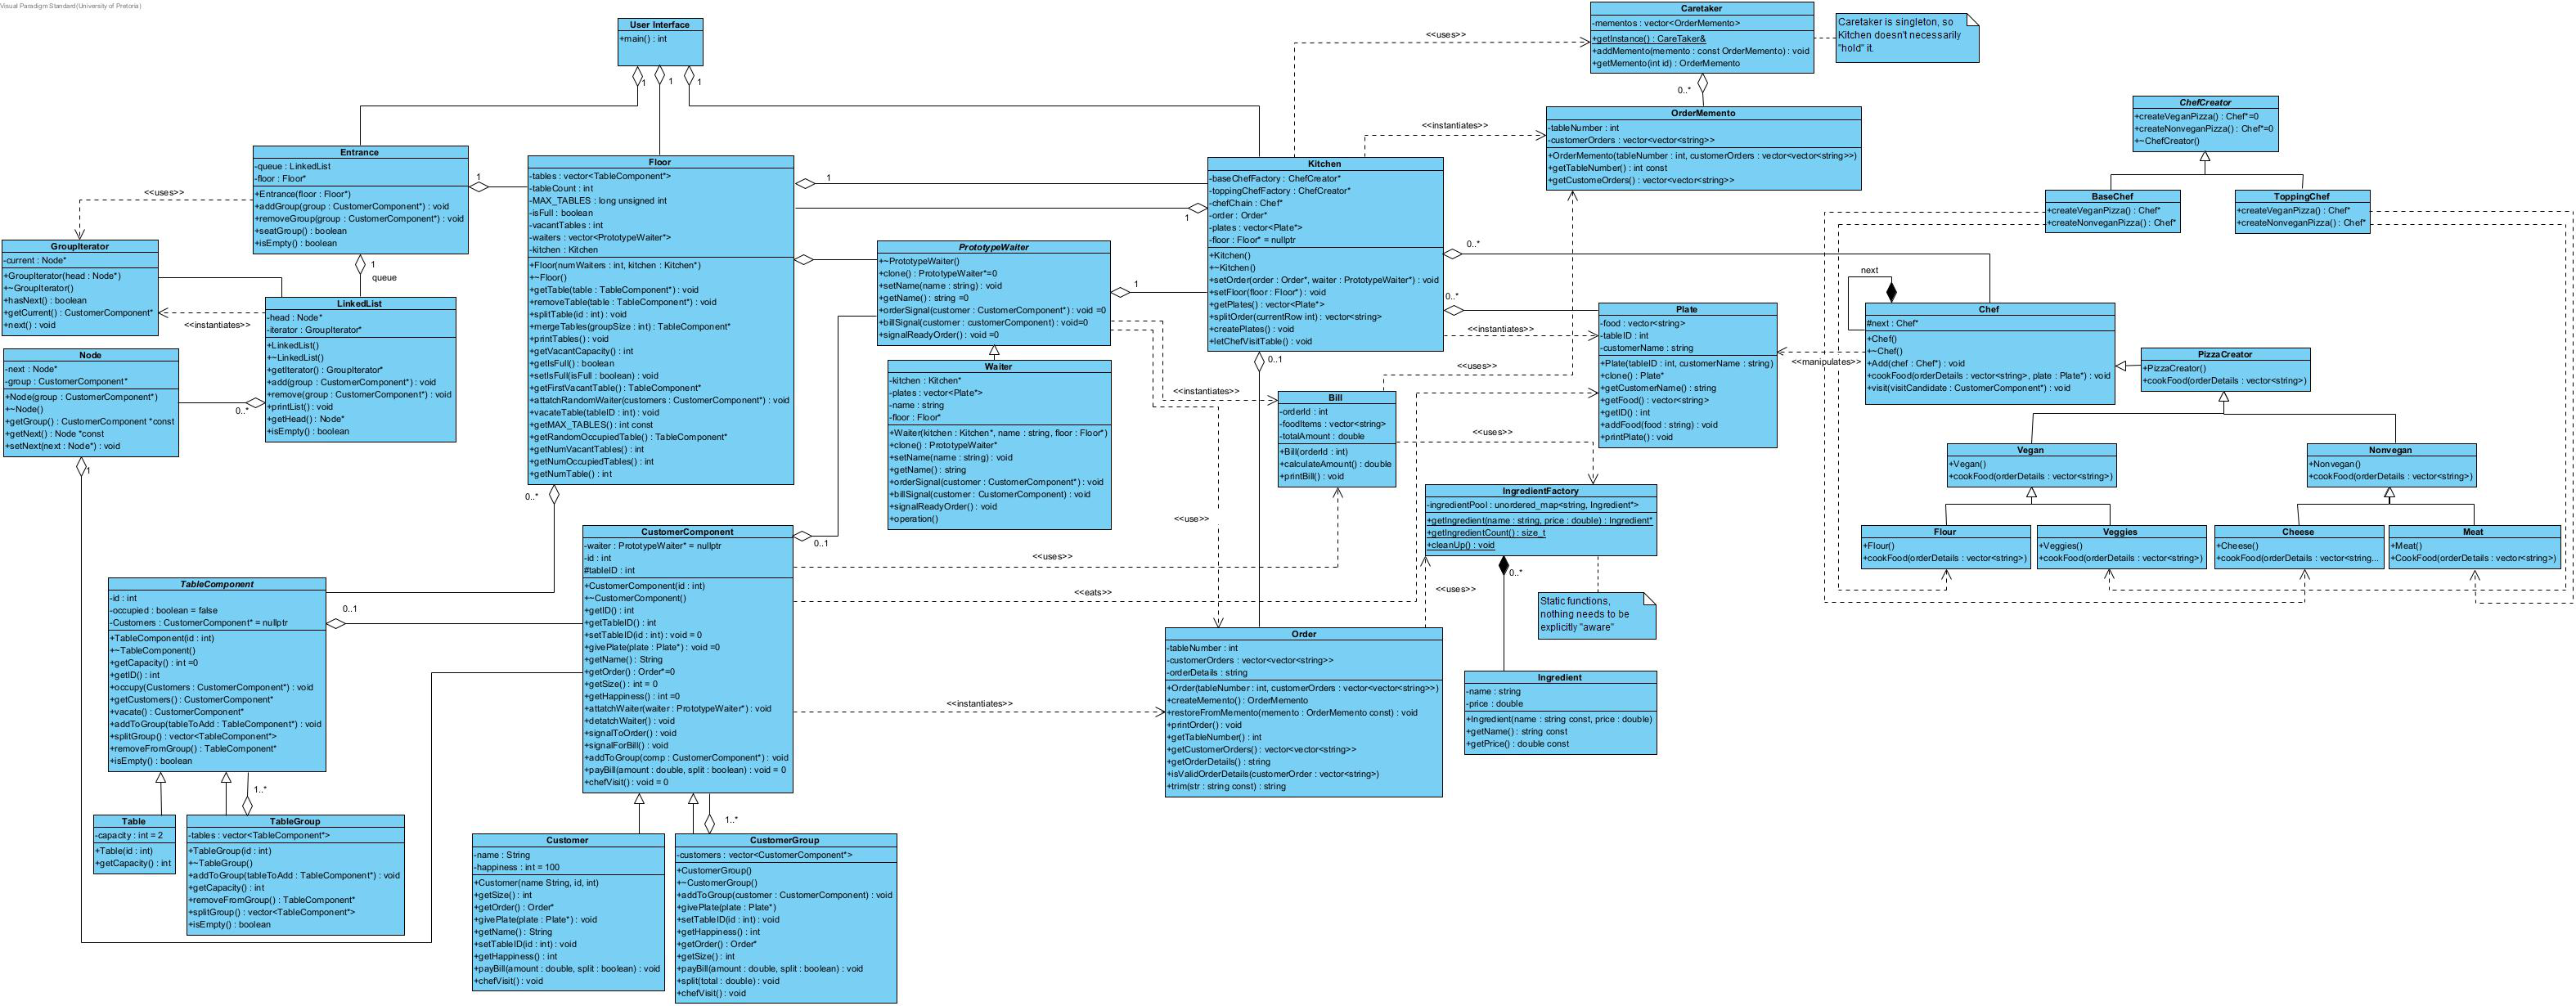 Visual Paradigm Standard(University of Pretoria)
User Interface
+main() : int
1
1
1
Caretaker
-mementos : vector<OrderMemento>
+getInstance() : CareTaker&
+addMemento(memento : const OrderMemento) : void
+getMemento(int id) : OrderMemento
Caretaker is singleton, so
Kitchen doesn't necessarily
"hold" it.
<<uses>>
0..*
OrderMemento
-tableNumber : int
-customerOrders : vector<vector<string>>
+OrderMemento(tableNumber : int, customerOrders : vector<vector<string>>)
+getTableNumber() : int const
+getCustomeOrders() : vector<vector<string>>
<<instantiates>>
ChefCreator
+createVeganPizza() : Chef*=0
+createNonveganPizza() : Chef*=0
+~ChefCreator()
BaseChef
+createVeganPizza() : Chef*
+createNonveganPizza() : Chef*
ToppingChef
+createVeganPizza() : Chef*
+createNonveganPizza() : Chef*
Entrance
-queue : LinkedList
-floor : Floor*
+Entrance(floor : Floor*)
+addGroup(group : CustomerComponent*) : void
+removeGroup(group : CustomerComponent*) : void
+seatGroup() : boolean
+isEmpty() : boolean
<<uses>>
1
1
queue
GroupIterator
-current : Node*
+GroupIterator(head : Node*)
+~GroupIterator()
+hasNext() : boolean
+getCurrent() : CustomerComponent*
+next() : void
<<instantiates>>
LinkedList
-head : Node*
-iterator : GroupIterator*
+LinkedList()
+~LinkedList()
+getIterator() : GroupIterator*
+add(group : CustomerComponent*) : void
+remove(group : CustomerComponent*) : void
+printList() : void
+getHead() : Node*
+isEmpty() : boolean
Node
-next : Node*
-group : CustomerComponent*
+Node(group : CustomerComponent*)
+~Node()
+getGroup() : CustomerComponent *const
+getNext() : Node *const
+setNext(next : Node*) : void
0..*
1
Floor
-tables : vector<TableComponent*>
-tableCount : int
-MAX_TABLES : long unsigned int
-isFull : boolean
-vacantTables : int
-waiters : vector<PrototypeWaiter*>
-kitchen : Kitchen
+Floor(numWaiters : int, kitchen : Kitchen*)
+~Floor()
+getTable(table : TableComponent*) : void
+removeTable(table : TableComponent*) : void
+splitTable(id : int) : void
+mergeTables(groupSize : int) : TableComponent*
+printTables() : void
+getVacantCapacity() : int
+getIsFull() : boolean
+setIsFull(isFull : boolean) : void
+getFirstVacantTable() : TableComponent*
+attatchRandomWaiter(customers : CustomerComponent*) : void
+vacateTable(tableID : int) : void
+getMAX_TABLES() : int const
+getRandomOccupiedTable() : TableComponent*
+getNumVacantTables() : int
+getNumOccupiedTables() : int
+getNumTable() : int
1
1
0..*
PrototypeWaiter
+~PrototypeWaiter()
+clone() : PrototypeWaiter*=0
+setName(name : string) : void
+getName() : string =0
+orderSignal(customer : CustomerComponent*) : void =0
+billSignal(customer : customerComponent) : void=0
+signalReadyOrder() : void =0
1
Waiter
-kitchen : Kitchen*
-plates : vector<Plate*>
-name : string
-floor : Floor*
+Waiter(kitchen : Kitchen*, name : string, floor : Floor*)
+clone() : PrototypeWaiter*
+setName(name : string) : void
+getName() : string
+orderSignal(customer : CustomerComponent*) : void
+billSignal(customer : CustomerComponent) : void
+signalReadyOrder() : void
+operation()
Kitchen
-baseChefFactory : ChefCreator*
-toppingChefFactory : ChefCreator*
-chefChain : Chef*
-order : Order*
-plates : vector<Plate*>
-floor : Floor* = nullptr
+Kitchen()
+~Kitchen()
+setOrder(order : Order*, waiter : PrototypeWaiter*) : void
+setFloor(floor : Floor*) : void
+getPlates() : vector<Plate*>
+splitOrder(currentRow int) : vector<string>
+createPlates() : void
+letChefVisitTable() : void
0..*
0..*
<<instantiates>>
0..1
<<uses>>
Plate
-food : vector<string>
-tableID : int
-customerName : string
+Plate(tableID : int, customerName : string)
+clone() : Plate*
+getCustomerName() : string
+getFood() : vector<string>
+getID() : int
+addFood(food : string) : void
+printPlate() : void
next
Chef
#next : Chef*
+Chef()
+~Chef()
+Add(chef : Chef*) : void
+cookFood(orderDetails : vector<string>, plate : Plate*) : void
+visit(visitCandidate : CustomerComponent*) : void
<<manipulates>>
PizzaCreator
+PizzaCreator()
+cookFood(orderDetails : vector<string>)
Vegan
+Vegan()
+cookFood(orderDetails : vector<string>)
Nonvegan
+Nonvegan()
+cookFood(orderDetails : vector<string>)
Flour
+Flour()
+cookFood(orderDetails : vector<string>)
Veggies
+Veggies()
+cookFood(orderDetails : vector<string>)
Cheese
+Cheese()
+cookFood(orderDetails : vector<string...
Meat
+Meat()
+CookFood(orderDetails : vector<string>)
<<instantiates>>
Bill
-orderId : int
-foodItems : vector<string>
-totalAmount : double
+Bill(orderId : int)
+calculateAmount() : double
+printBill() : void
<<uses>>
IngredientFactory
-ingredientPool : unordered_map<string, Ingredient*>
+getIngredient(name : string, price : double) : Ingredient*
+getIngredientCount() : size_t
+cleanUp() : void
0..*
<<uses>>
Static functions,
nothing needs to be
explicitly "aware"
<<use>>
<<uses>>
<<eats>>
<<instantiates>>
CustomerComponent
-waiter : PrototypeWaiter* = nullptr
-id : int
#tableID : int
+CustomerComponent(id : int)
+~CustomerComponent()
+getID() : int
+getTableID() : int
+setTableID(id : int) : void = 0
+givePlate(plate : Plate*) : void =0
+getName() : String
+getOrder() : Order*=0
+getSize() : int = 0
+getHappiness() : int =0
+attatchWaiter(waiter : PrototypeWaiter*) : void
+detatchWaiter() : void
+signalToOrder() : void
+signalForBill() : void
+addToGroup(comp : CustomerComponent*) : void
+payBill(amount : double, split : boolean) : void = 0
+chefVisit() : void = 0
0..1
TableComponent
-id : int
-occupied : boolean = false
-Customers : CustomerComponent* = nullptr
+TableComponent(id : int)
+~TableComponent()
+getCapacity() : int =0
+getID() : int
+occupy(Customers : CustomerComponent*) : void
+getCustomers() : CustomerComponent*
+vacate() : CustomerComponent*
+addToGroup(tableToAdd : TableComponent*) : void
+splitGroup() : vector<TableComponent*>
+removeFromGroup() : TableComponent*
+isEmpty() : boolean
0..1
1..*
Table
-capacity : int = 2
+Table(id : int)
+getCapacity() : int
TableGroup
-tables : vector<TableComponent*>
+TableGroup(id : int)
+~TableGroup()
+addToGroup(tableToAdd : TableComponent*) : void
+getCapacity() : int
+removeFromGroup() : TableComponent*
+splitGroup() : vector<TableComponent*>
+isEmpty() : boolean
Customer
-name : String
-happiness : int = 100
+Customer(name String, id, int)
+getSize() : int
+getOrder() : Order*
+givePlate(plate : Plate*) : void
+getName() : String
+setTableID(id : int) : void
+getHappiness() : int
+payBill(amount : double, split : boolean) : void
+chefVisit() : void
1..*
CustomerGroup
-customers : vector<CustomerComponent*>
+CustomerGroup()
+~CustomerGroup()
+addToGroup(customer : CustomerComponent) : void
+givePlate(plate : Plate*)
+setTableID(id : int) : void
+getHappiness() : int
+getOrder() : Order*
+getSize() : int
+payBill(amount : double, split : boolean) : void
+split(total : double) : void
+chefVisit() : void
Order
-tableNumber : int
-customerOrders : vector<vector<string>>
-orderDetails : string
+Order(tableNumber : int, customerOrders : vector<vector<string>>)
+createMemento() : OrderMemento
+restoreFromMemento(memento : OrderMemento const) : void
+printOrder() : void
+getTableNumber() : int
+getCustomerOrders() : vector<vector<string>>
+getOrderDetails() : string
+isValidOrderDetails(customerOrder : vector<string>)
+trim(str : string const) : string
Ingredient
-name : string
-price : double
+Ingredient(name : string const, price : double)
+getName() : string const
+getPrice() : double const